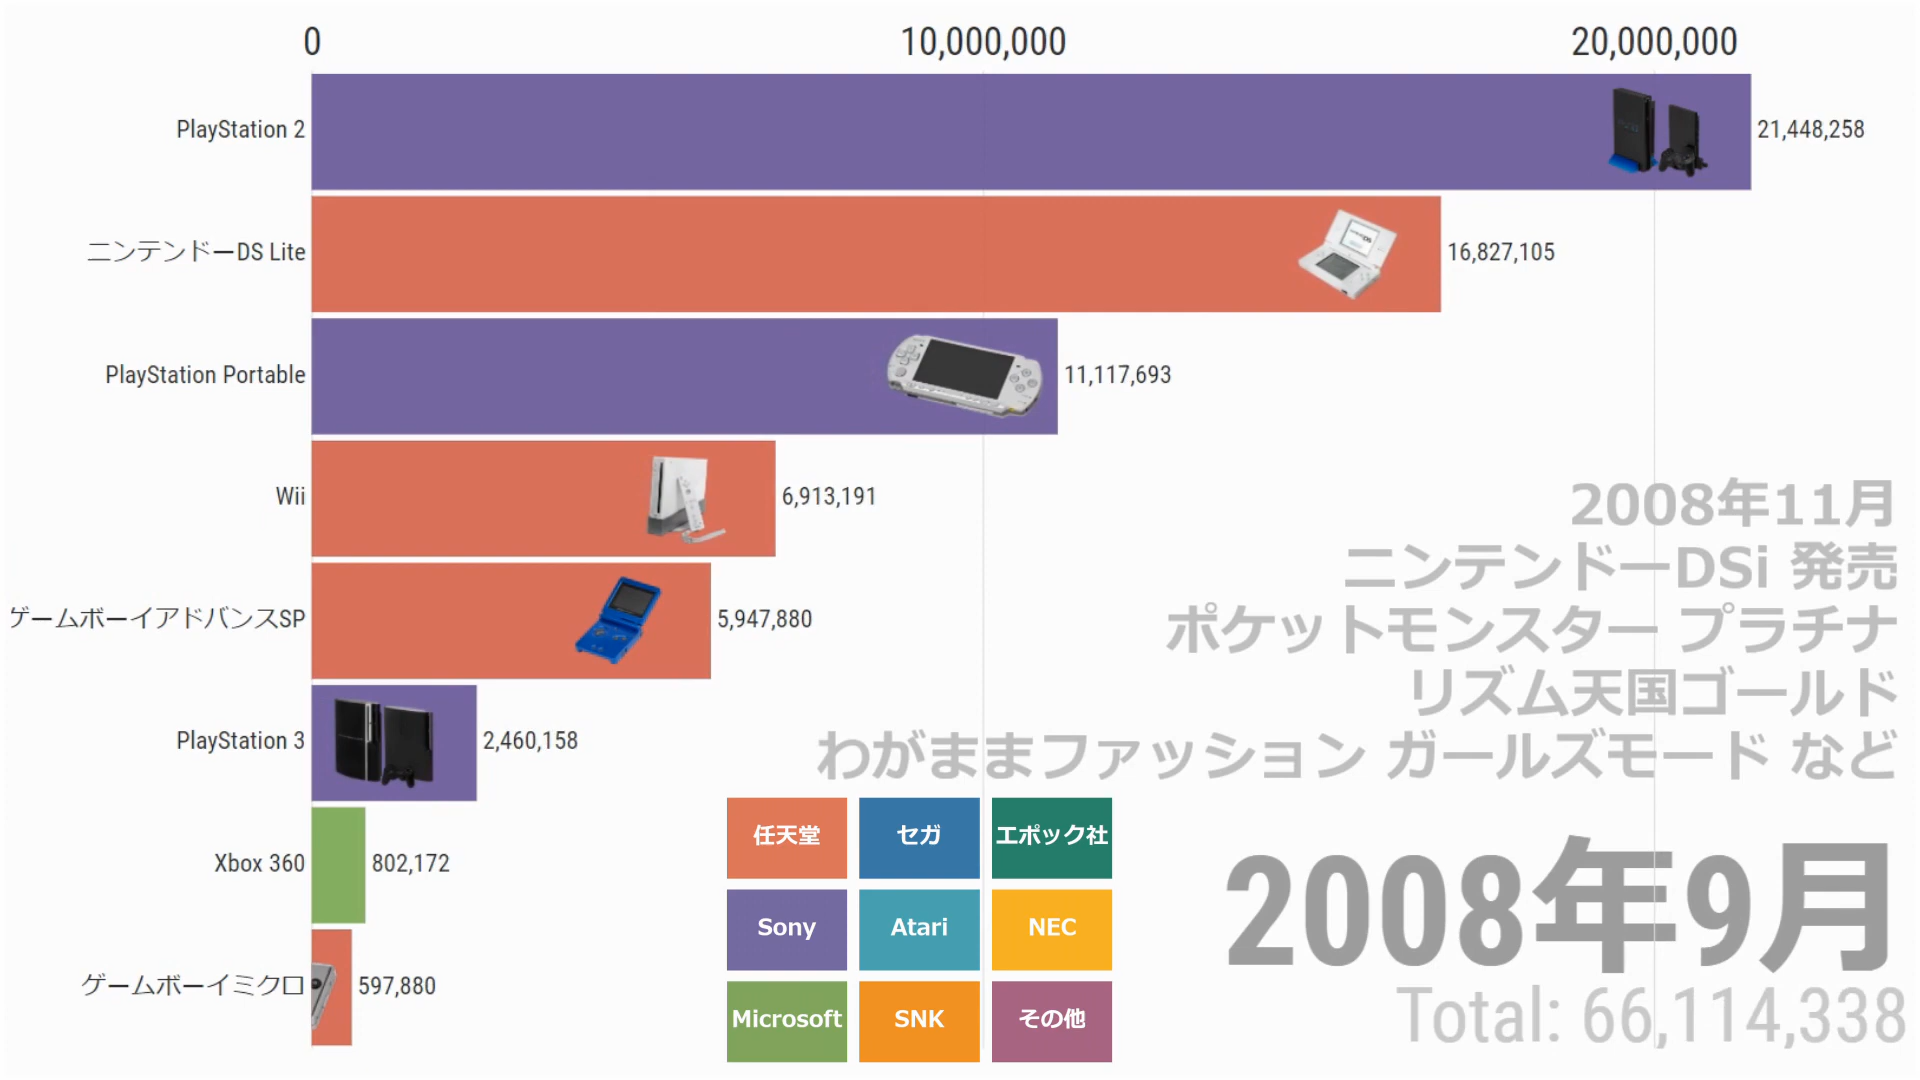 0 10,000,000 20,000,000
PlayStation 2 21,448,258
ニンテンドーDS Lite 16,827,105
PlayStation Portable 11,117,693
Wii 6,913,191
ゲームボーイアドバンスSP 5,947,880
PlayStation 3 2,460,158
Xbox 360 802,172
ゲームボーイミクロ 597,880
2008年11月
ニンテンドーDSi 発売
ポケットモンスター プラチナ
リズム天国ゴールド
わがままファッション ガールズモード など
任天堂 セガ エポック社
Sony Atari NEC
Microsoft SNK その他
2008年9月
Total: 66,114,338